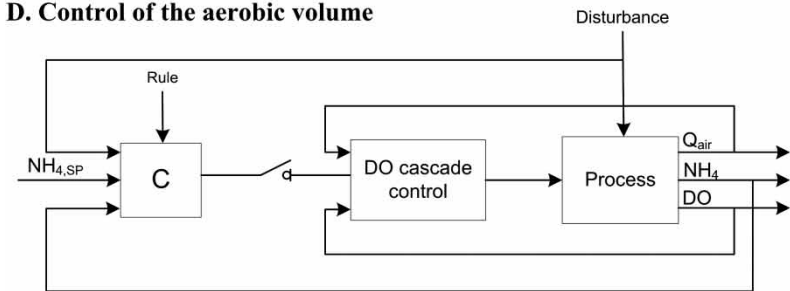 D. Control of the aerobic volume
Disturbance
Rule
NH4,SP
C
DO cascade
control
Process
Qair
NH4
DO